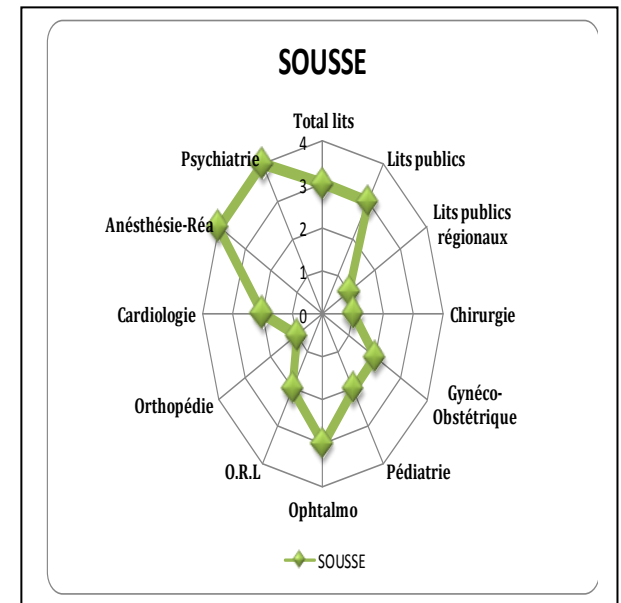 SOUSSE
Total lits
4
Psychiatrie
Lits publics
3
Anésthésie-Réa
Lits publics
régionaux
2
1
Cardiologie
0
Chirurgie
Orthopédie
Gynéco-
Obstétrique
O.R.L
Pédiatrie
Ophtalmo
SOUSSE